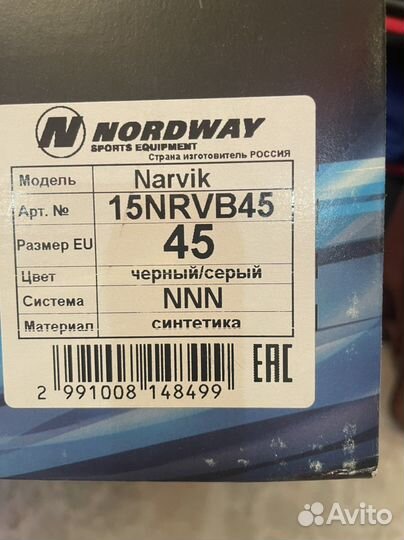 N NORDWAY
SPORTS EQUIPMENT
Страна изготовитель РОССИЯ
Модель Narvik
Арт. № 15NRVB45
Размер EU 45
Цвет черный/серый
Система NNN
Материал синтетика
2 991008 148499
EAC
Avito